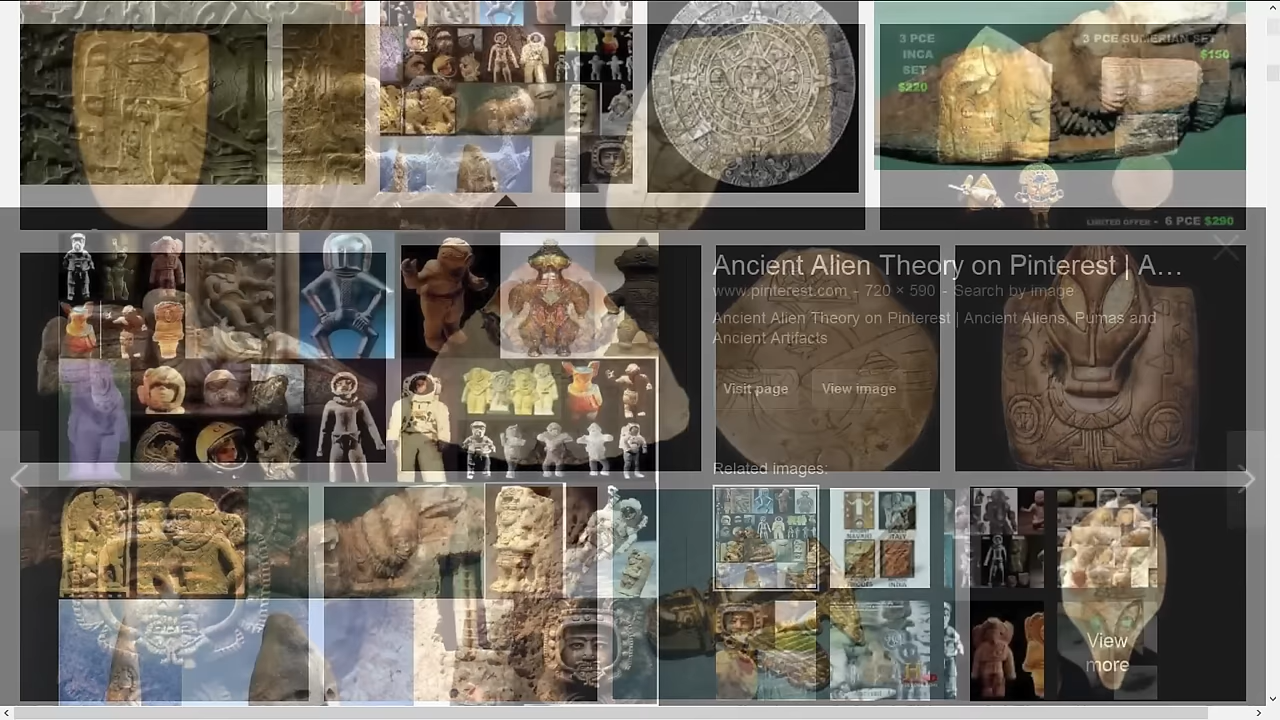 3 PCE
INCA
SET
$220
3 PCE SUMERIAN SET
$150
LIMITED OFFER - 6 PCE $290
Ancient Alien Theory on Pinterest | A...
www.pinterest.com - 720 × 590 - Search by image
Ancient Alien Theory on Pinterest | Ancient Aliens, Pumas and
Ancient Artifacts
Visit page
View image
Related images:
ITALY
INDIA
View
more